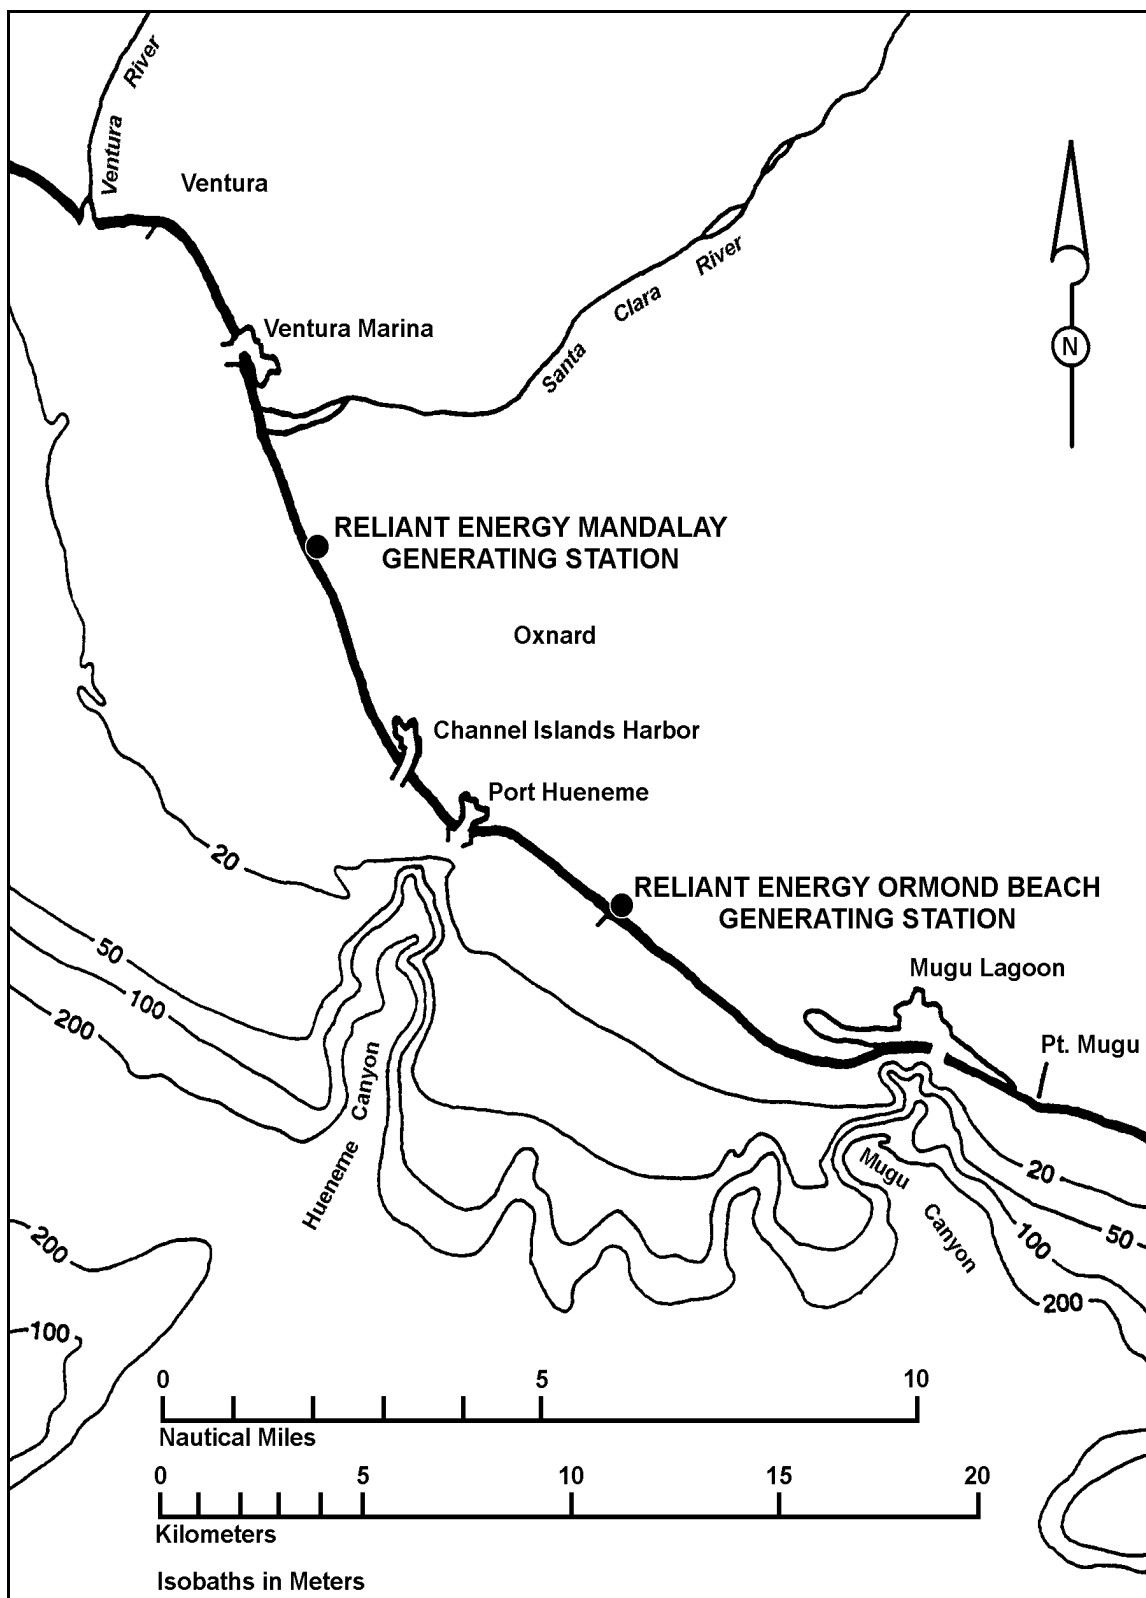 Ventura River
Ventura
Ventura Marina
Santa Clara River
N
RELIANT ENERGY MANDALAY
GENERATING STATION
Oxnard
Channel Islands Harbor
Port Hueneme
20
RELIANT ENERGY ORMOND BEACH
GENERATING STATION
50
Mugu Lagoon
100
200
Pt. Mugu
Hueneme Canyon
Mugu
Canyon
20
50
100
200
200
100
0 5 10
Nautical Miles
0 5 10 15 20
Kilometers
Isobaths in Meters